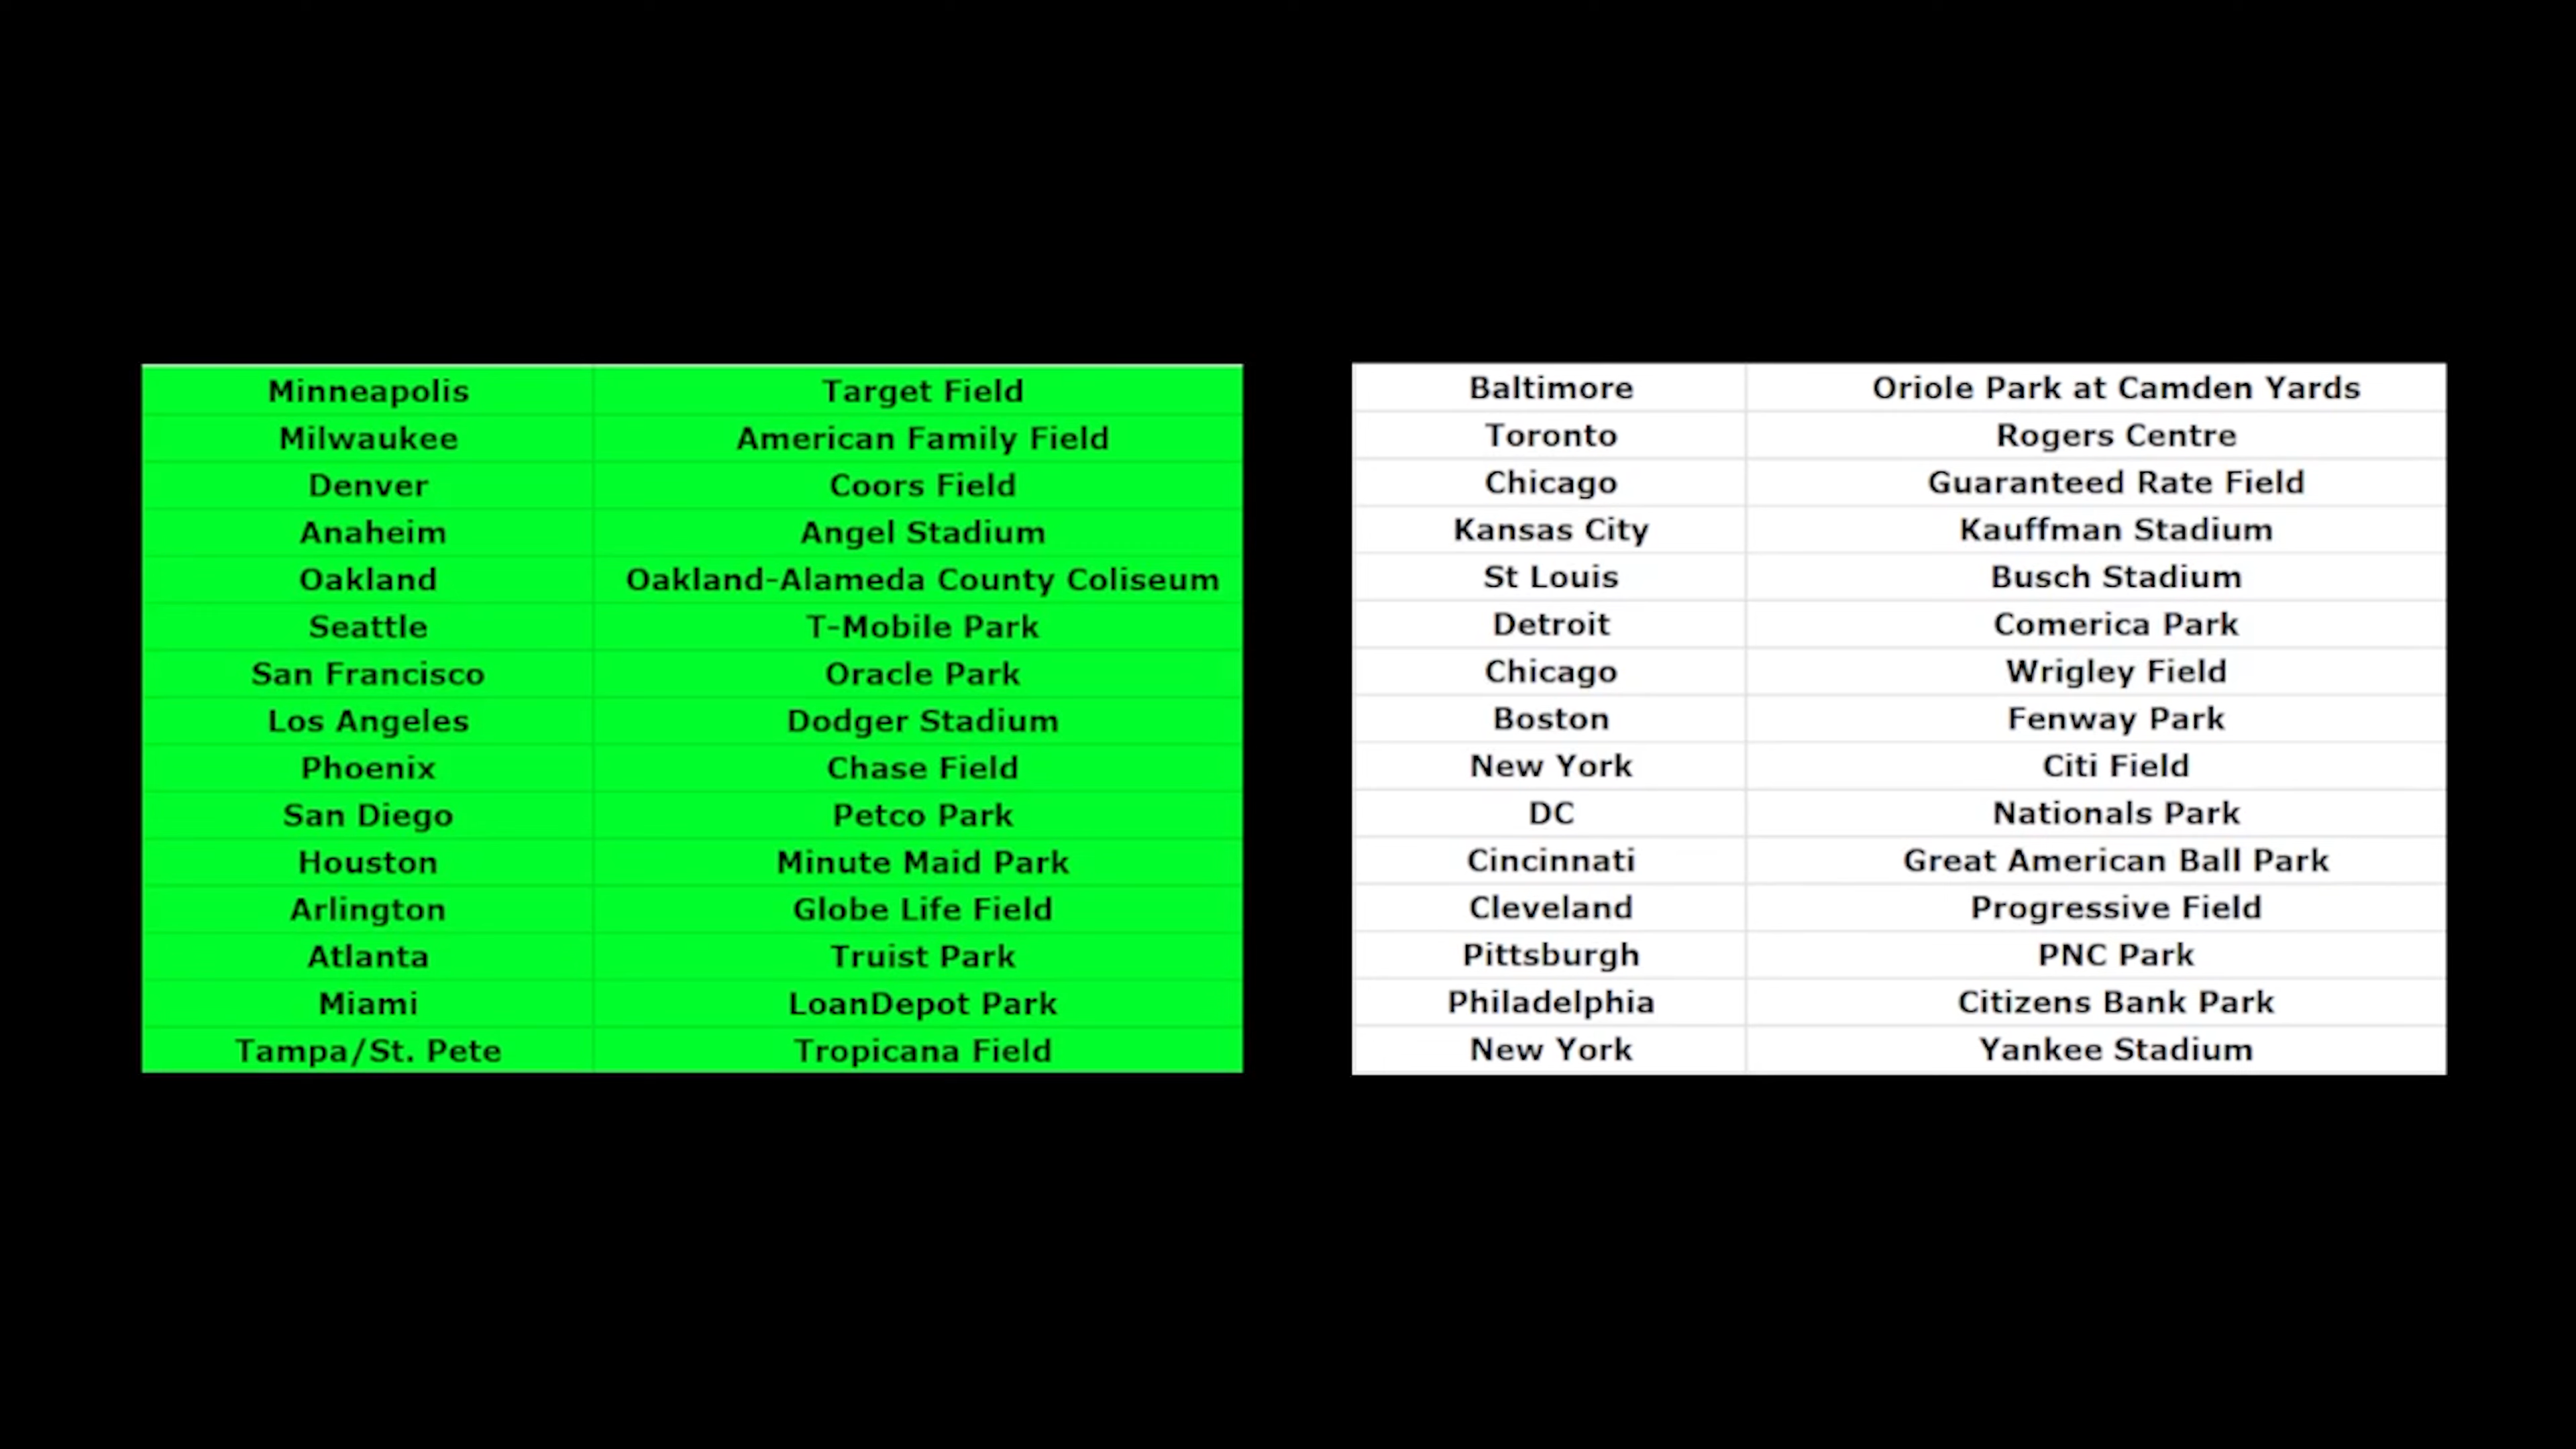 Minneapolis Target Field
Milwaukee American Family Field
Denver Coors Field
Anaheim Angel Stadium
Oakland Oakland-Alameda County Coliseum
Seattle T-Mobile Park
San Francisco Oracle Park
Los Angeles Dodger Stadium
Phoenix Chase Field
San Diego Petco Park
Houston Minute Maid Park
Arlington Globe Life Field
Atlanta Truist Park
Miami LoanDepot Park
Tampa/St. Pete Tropicana Field
Baltimore Oriole Park at Camden Yards
Toronto Rogers Centre
Chicago Guaranteed Rate Field
Kansas City Kauffman Stadium
St Louis Busch Stadium
Detroit Comerica Park
Chicago Wrigley Field
Boston Fenway Park
New York Citi Field
DC Nationals Park
Cincinnati Great American Ball Park
Cleveland Progressive Field
Pittsburgh PNC Park
Philadelphia Citizens Bank Park
New York Yankee Stadium